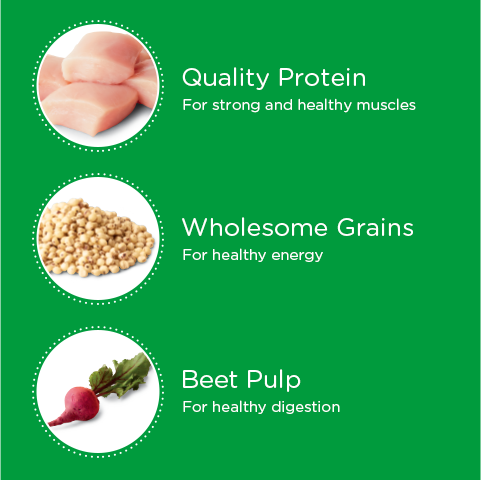 Quality Protein
For strong and healthy muscles
Wholesome Grains
For healthy energy
Beet Pulp
For healthy digestion